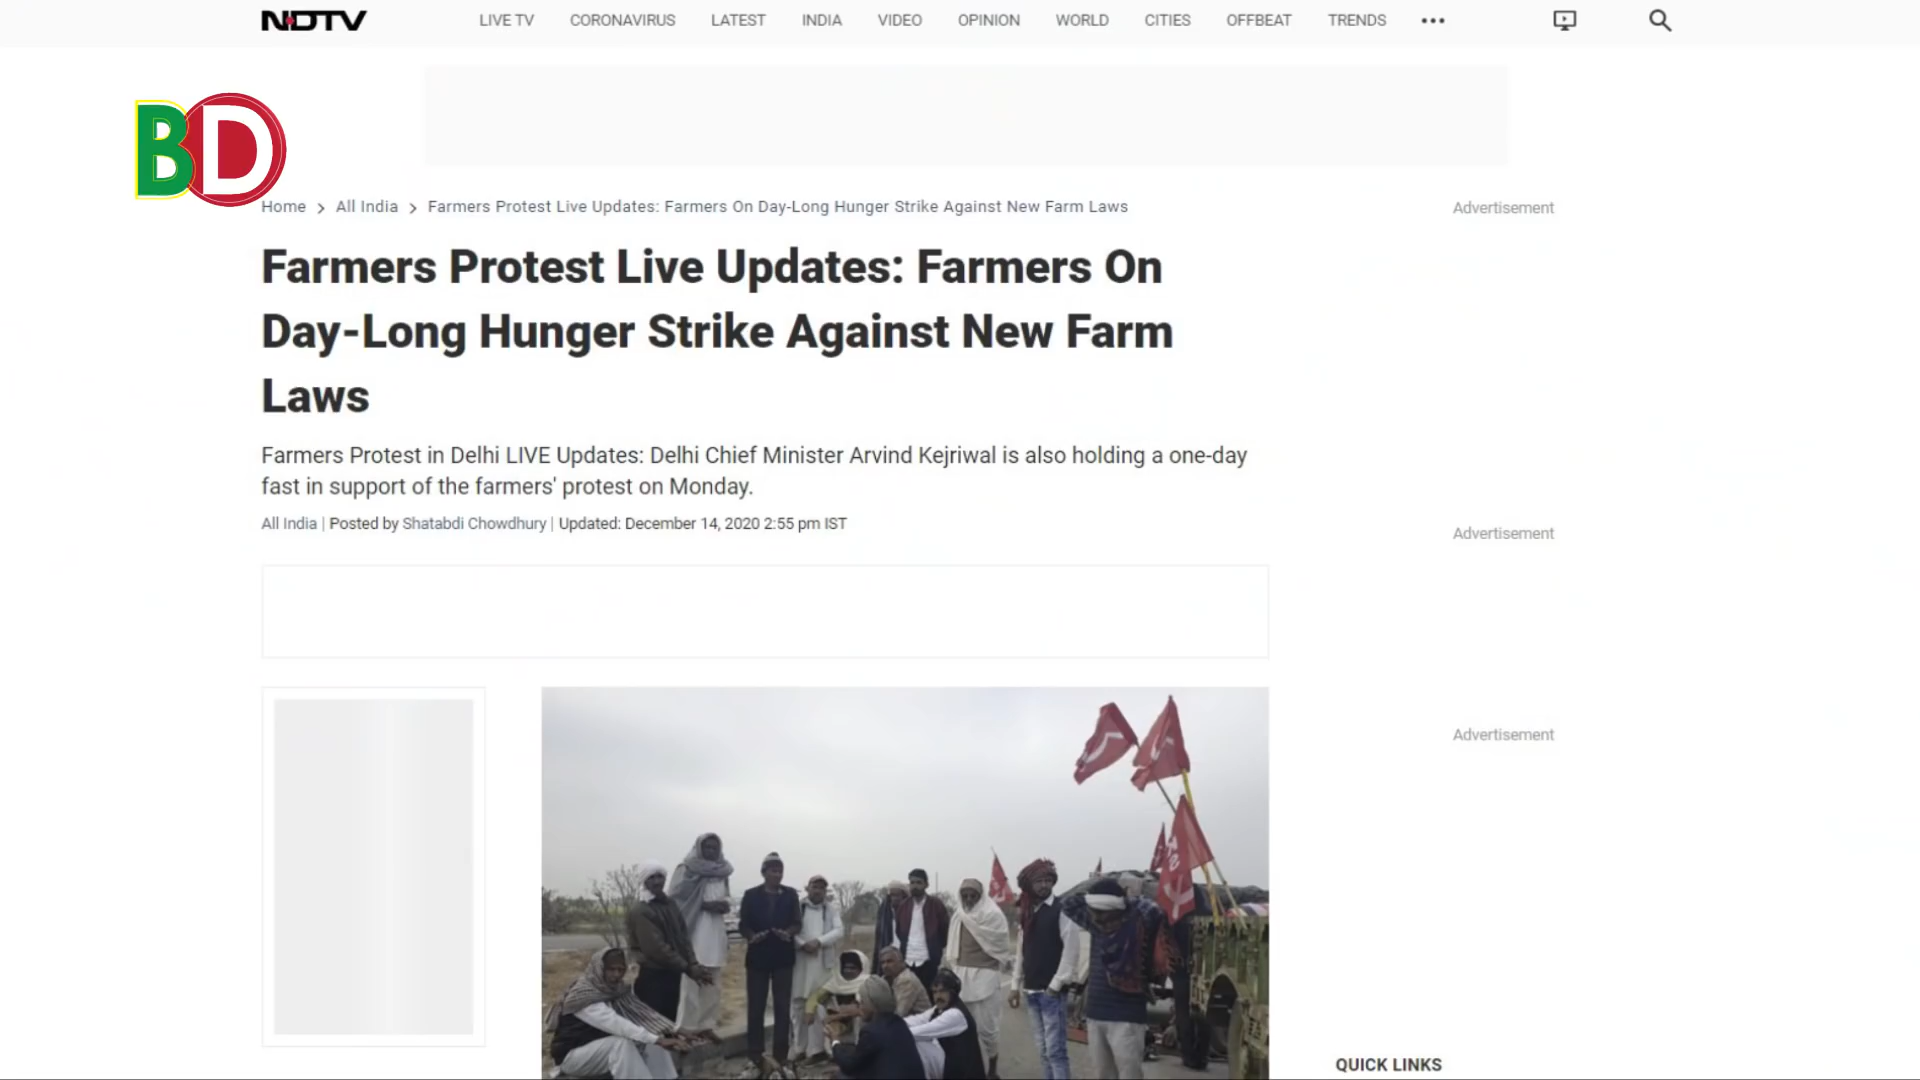 NDTV
LIVE TV CORONAVIRUS LATEST INDIA VIDEO OPINION WORLD CITIES OFFBEAT TRENDS
BD
Home > All India > Farmers Protest Live Updates: Farmers On Day-Long Hunger Strike Against New Farm Laws
Advertisement
Farmers Protest Live Updates: Farmers On
Day-Long Hunger Strike Against New Farm
Laws
Farmers Protest in Delhi LIVE Updates: Delhi Chief Minister Arvind Kejriwal is also holding a one-day
fast in support of the farmers' protest on Monday.
All India | Posted by Shatabdi Chowdhury | Updated: December 14, 2020 2:55 pm IST
Advertisement
Advertisement
QUICK LINKS